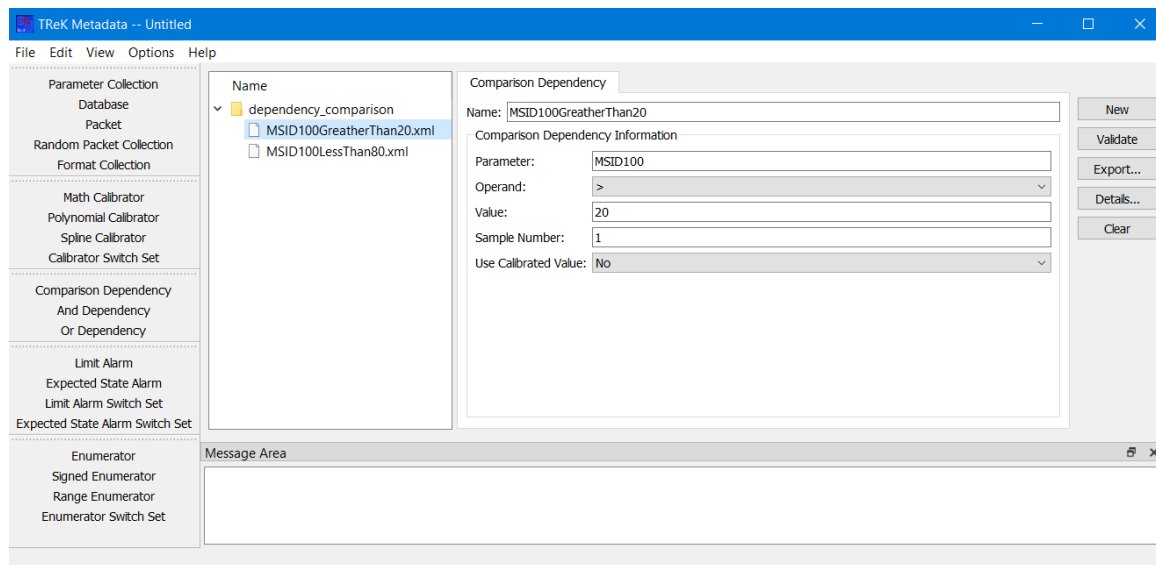 TReK Metadata -- Untitled
File Edit View Options Help
Parameter Collection
Database
Packet
Random Packet Collection
Format Collection
Math Calibrator
Polynomial Calibrator
Spline Calibrator
Calibrator Switch Set
Comparison Dependency
And Dependency
Or Dependency
Limit Alarm
Expected State Alarm
Limit Alarm Switch Set
Expected State Alarm Switch Set
Enumerator
Signed Enumerator
Range Enumerator
Enumerator Switch Set
Name
dependency_comparison
MSID100GreatherThan20.xml
MSID100LessThan80.xml
Comparison Dependency
Name: MSID100GreatherThan20
Comparison Dependency Information
Parameter: MSID100
Operand: >
Value: 20
Sample Number: 1
Use Calibrated Value: No
New
Validate
Export...
Details...
Clear
Message Area